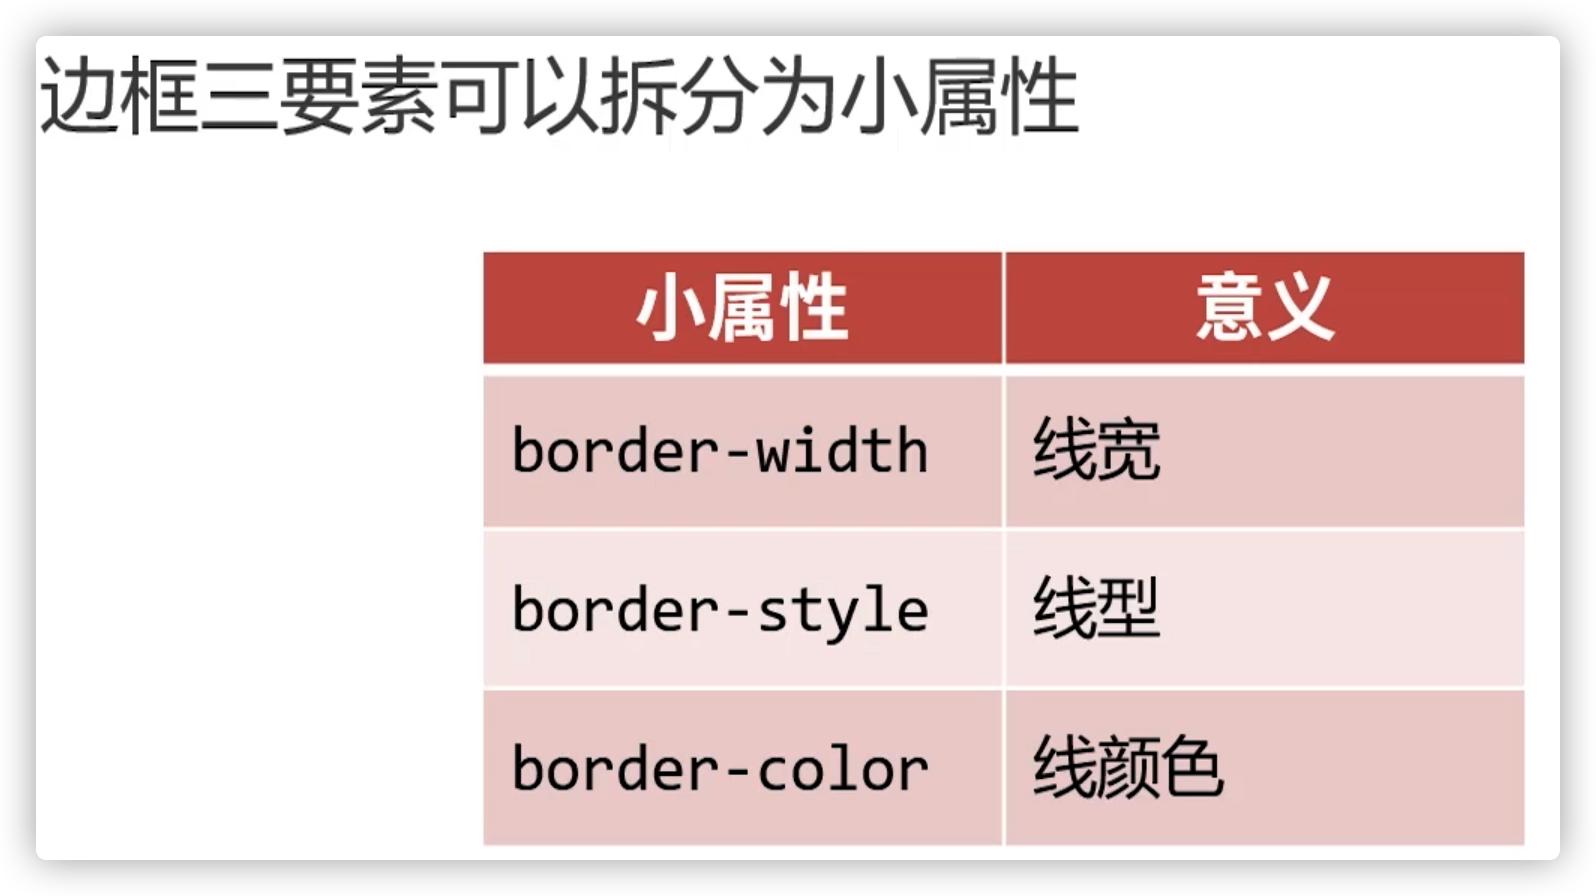 边框三要素可以拆分为小属性
小属性 意义
border-width 线宽
border-style 线型
border-color 线颜色